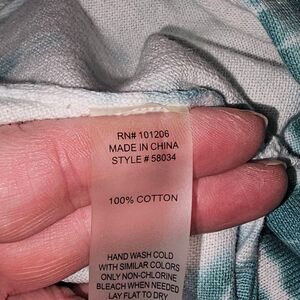 RN# 101206
MADE IN CHINA
STYLE # 58034
100% COTTON
HAND WASH COLD
WITH SIMILAR COLORS
ONLY NON-CHLORINE
BLEACH WHEN NEEDED
LAY FLAT TO DRY